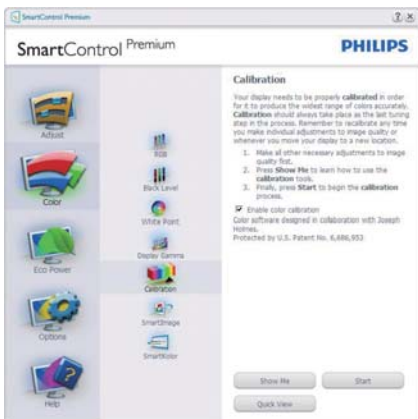 SmartControl Premium
SmartControl Premium
PHILIPS
Adjust
Color
Eco Power
Options
Help
RGB
Black Level
White Point
Display Gamma
Calibration
SmartImage
SmartKolor
Calibration
Your display needs to be properly calibrated in order
for it to produce the widest range of colors accurately.
Calibration should always take place as the last tuning
step in the process. Remember to recalibrate any time
you make individual adjustments to image quality or
whenever you move your display to a new location.
1. Make all other necessary adjustments to image
quality first.
2. Press Show Me to learn how to use the
calibration tools.
3. Finally, press Start to begin the calibration
process.
Enable color calibration
Color software designed in collaboration with Joseph
Holmes.
Protected by U.S. Patent No. 6,686,953
Show Me
Start
Quick View